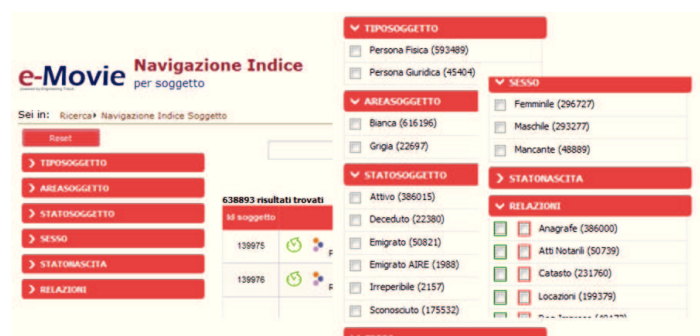 e-Movie
Navigazione Indice
per soggetto
Sei in: Ricerca Navigazione Indice Soggetto
Reset
TIPOSOGGETTO
AREASOGGETTO
STATOSOGGETTO
SESSO
STATONASCITA
RELAZIONI
638893 risultati trovati
Id soggetto
139975
139976
TIPOSOGGETTO
Persona Fisica (593489)
Persona Giuridica (45404)
AREASOGGETTO
Bianca (616196)
Grigia (22697)
STATOSOGGETTO
Attivo (386015)
Deceduto (22380)
Emigrato (50821)
Emigrato AIRE (1988)
Irreperibile (2157)
Sconosciuto (175532)
SESSO
Femminile (296727)
Maschile (293277)
Mancante (48889)
STATONASCITA
RELAZIONI
Anagrafe (386000)
Atti Notarili (50739)
Catasto (231760)
Locazioni (199379)